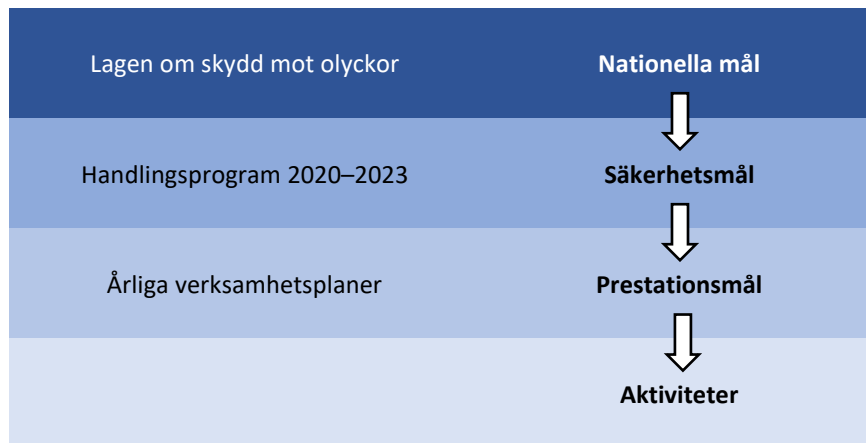 Lagen om skydd mot olyckor Nationella mål
Handlingsprogram 2020–2023 Säkerhetsmål
Årliga verksamhetsplaner Prestationsmål
Aktiviteter